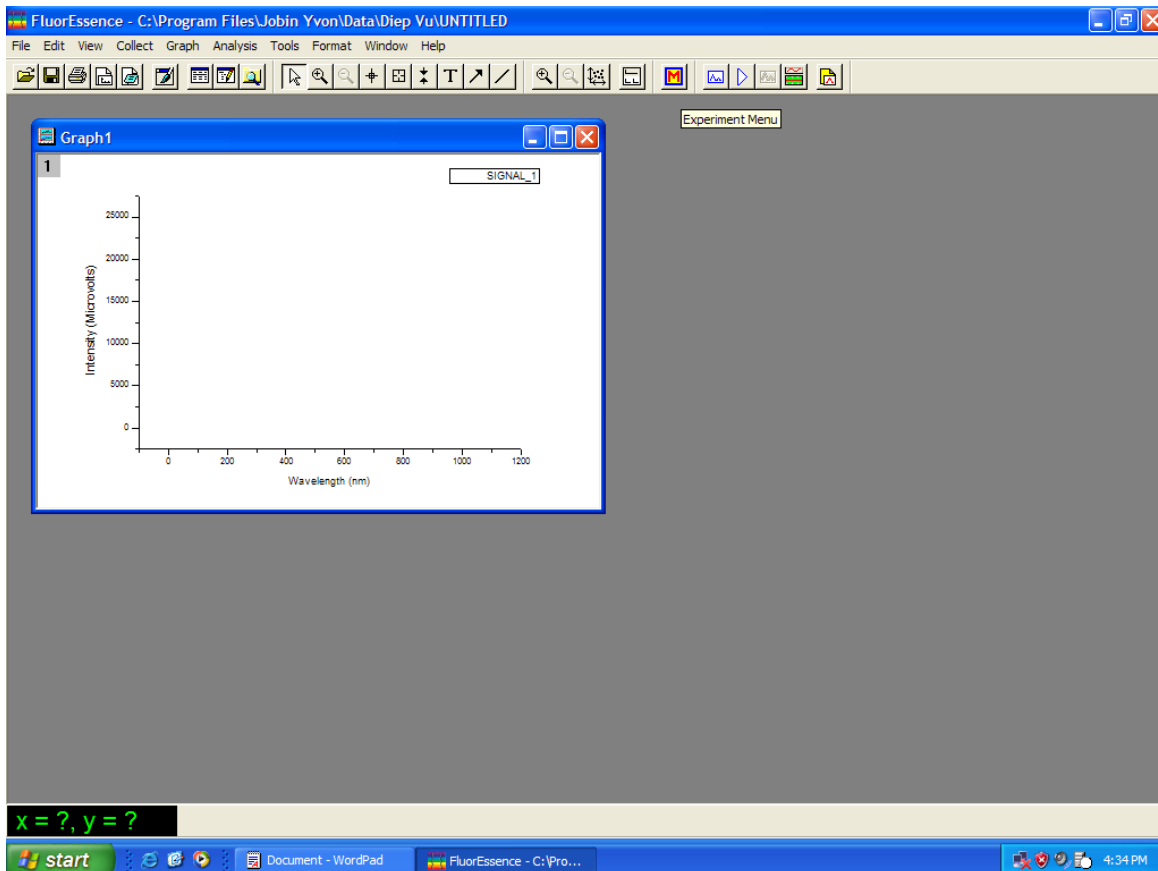 FluorEssence - C:\Program Files\Jobin Yvon\Data\Diep Vu\UNTITLED
File Edit View Collect Graph Analysis Tools Format Window Help
T M
Experiment Menu
Graph1
1
SIGNAL_1
25000
20000
15000
10000
5000
0
Intensity (Microvolts)
0 200 400 600 800 1000 1200
Wavelength (nm)
x = ?, y = ?
start Document - WordPad FluorEssence - C:\Pro... 4:34 PM